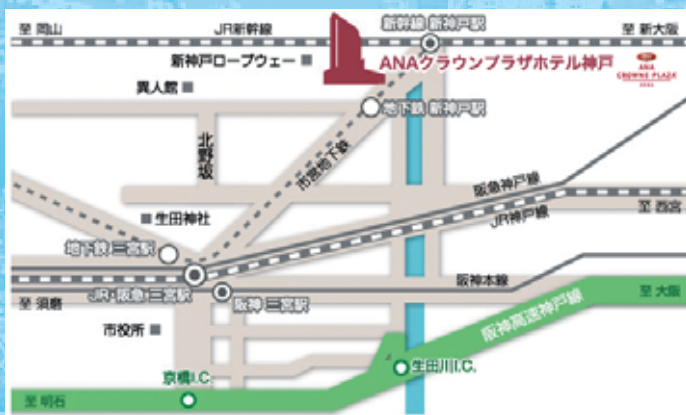 至 岡山
JR新幹線
新幹線 新神戸駅
至 新大阪
新神戸ロープウェー
ANAクラウンプラザホテル神戸
ANA
CROWNE PLAZA
異人館
地下鉄 新神戸駅
北野坂
市営地下鉄
阪急神戸線
JR神戸線
至 西宮
生田神社
地下鉄 三宮駅
JR・阪急 三宮駅
阪神 三宮駅
阪神本線
至 須磨
至 大阪
阪神高速神戸線
市役所
生田川I.C.
京橋I.C.
至 明石